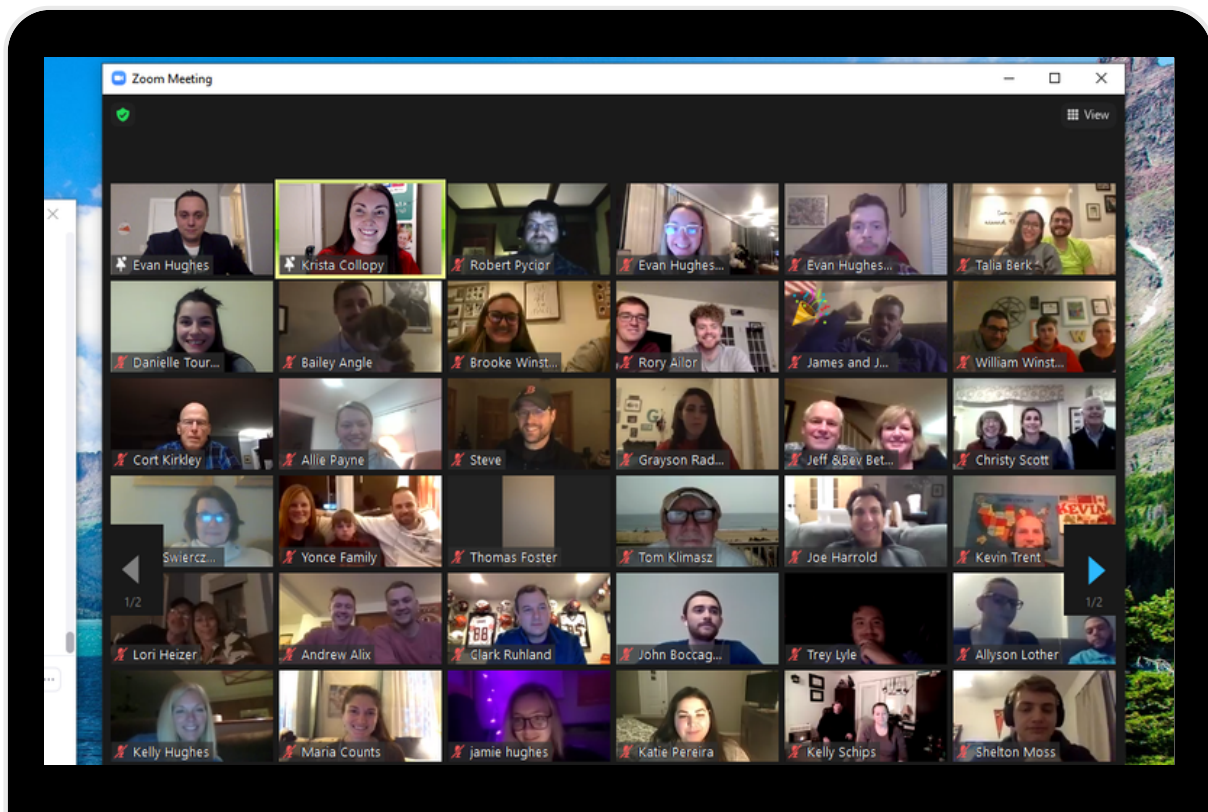 Zoom Meeting
View
Evan Hughes
Krista Collopy
Robert Pycior
Evan Hughes...
Evan Hughes...
Talia Berk
Danielle Tour...
Bailey Angle
Brooke Winst...
Rory Ailor
James and J...
William Winst...
Cort Kirkley
Allie Payne
Steve
Grayson Rad...
Jeff &Bev Bet...
Christy Scott
Swiercz...
Yonce Family
Thomas Foster
Tom Klimasz
Joe Harrold
KEVIN
Kevin Trent
1/2
1/2
Lori Heizer
Andrew Alix
88
Clark Ruhland
John Boccag...
Trey Lyle
Allyson Lother
Kelly Hughes
Maria Counts
jamie hughes
Katie Pereira
Kelly Schips
Shelton Moss